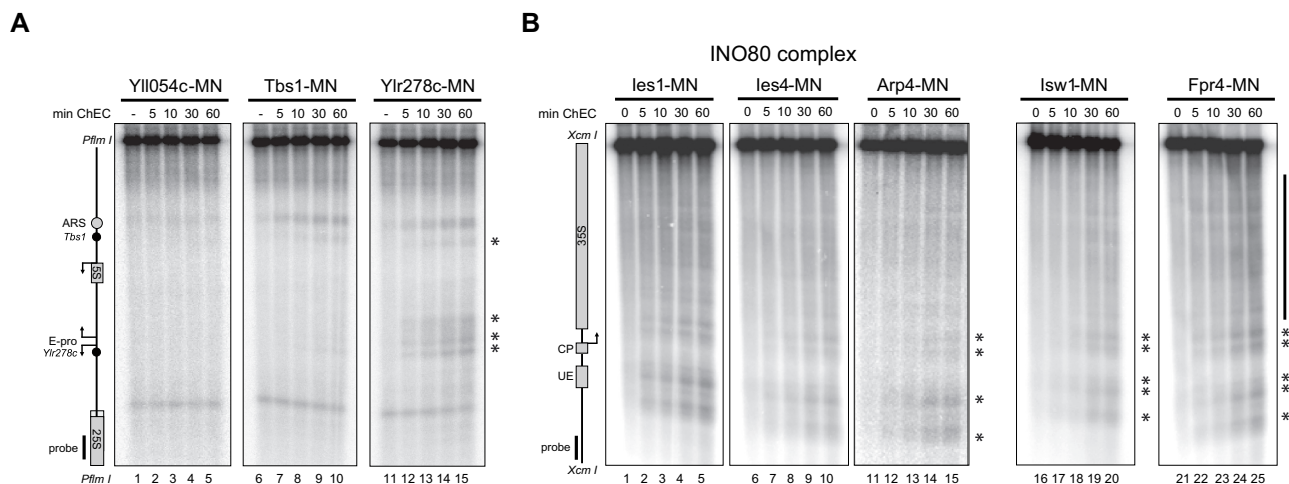 A
B
INO80 complex
Yll054c-MN Tbs1-MN Ylr278c-MN
Ies1-MN Ies4-MN Arp4-MN Isw1-MN Fpr4-MN
min ChEC - 5 10 30 60 - 5 10 30 60 - 5 10 30 60
min ChEC 0 5 10 30 60 0 5 10 30 60 0 5 10 30 60 0 5 10 30 60 0 5 10 30 60
Pflm I
ARS
Tbs1
5S
E-pro
Ylr278c
25S
probe
Pflm I
* * * *
1 2 3 4 5 6 7 8 9 10 11 12 13 14 15
Xcm I
35S
CP
UE
probe
Xcm I
* * * *
* * * * *
* * * * *
1 2 3 4 5 6 7 8 9 10 11 12 13 14 15 16 17 18 19 20 21 22 23 24 25